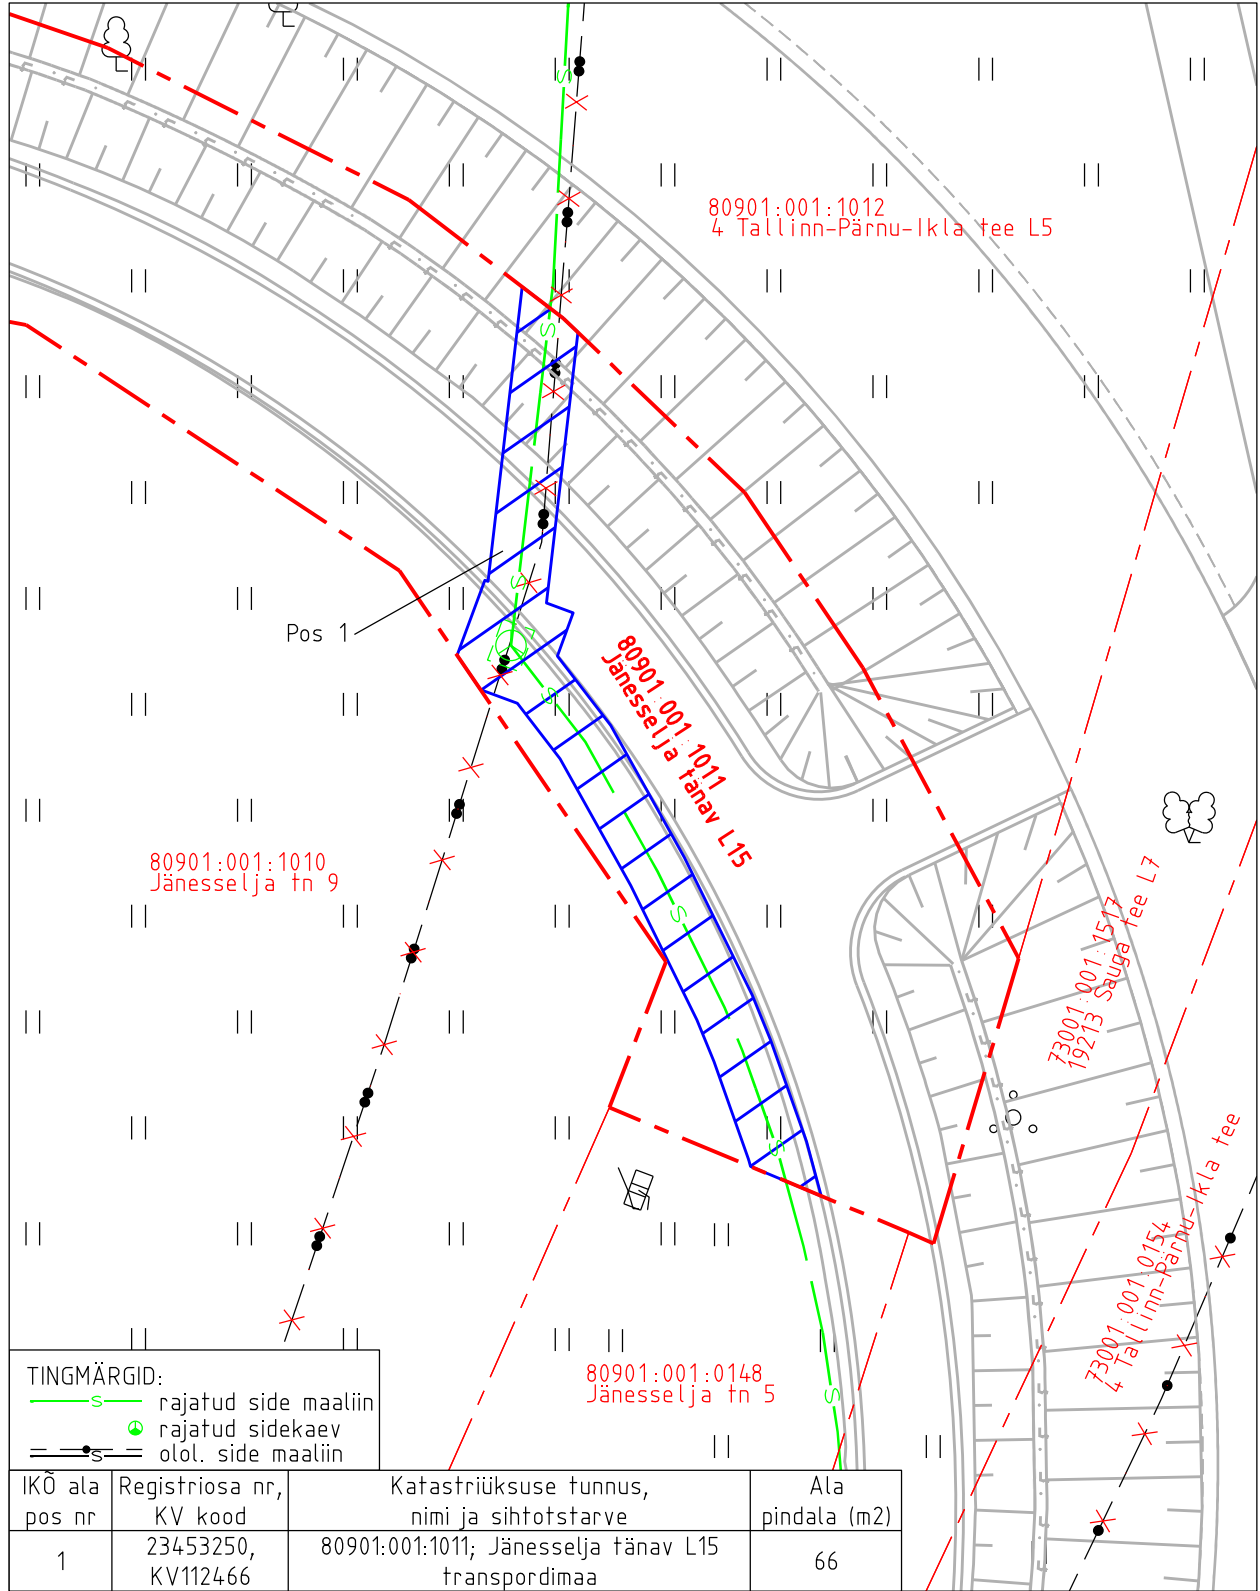 80901:001:1012
4 Tallinn-Pärnu-Ikla tee L5
Pos 1
80901:001:1011
Jänesselja tänav L15
80901:001:1010
Jänesselja tn 9
73001:001:1517
19213 Sauga tee L7
73001:001:0154
4 Tallinn-Pärnu-Ikla tee
80901:001:0148
Jänesselja tn 5
TINGMÄRGID:
S rajatud side maaliin
rajatud sidekaev
S olol. side maaliin
IKÕ ala pos nr
Registriosa nr, KV kood
Katastriüksuse tunnus, nimi ja sihtotstarve
Ala pindala (m2)
1
23453250, KV112466
80901:001:1011; Jänesselja tänav L15 transpordimaa
66